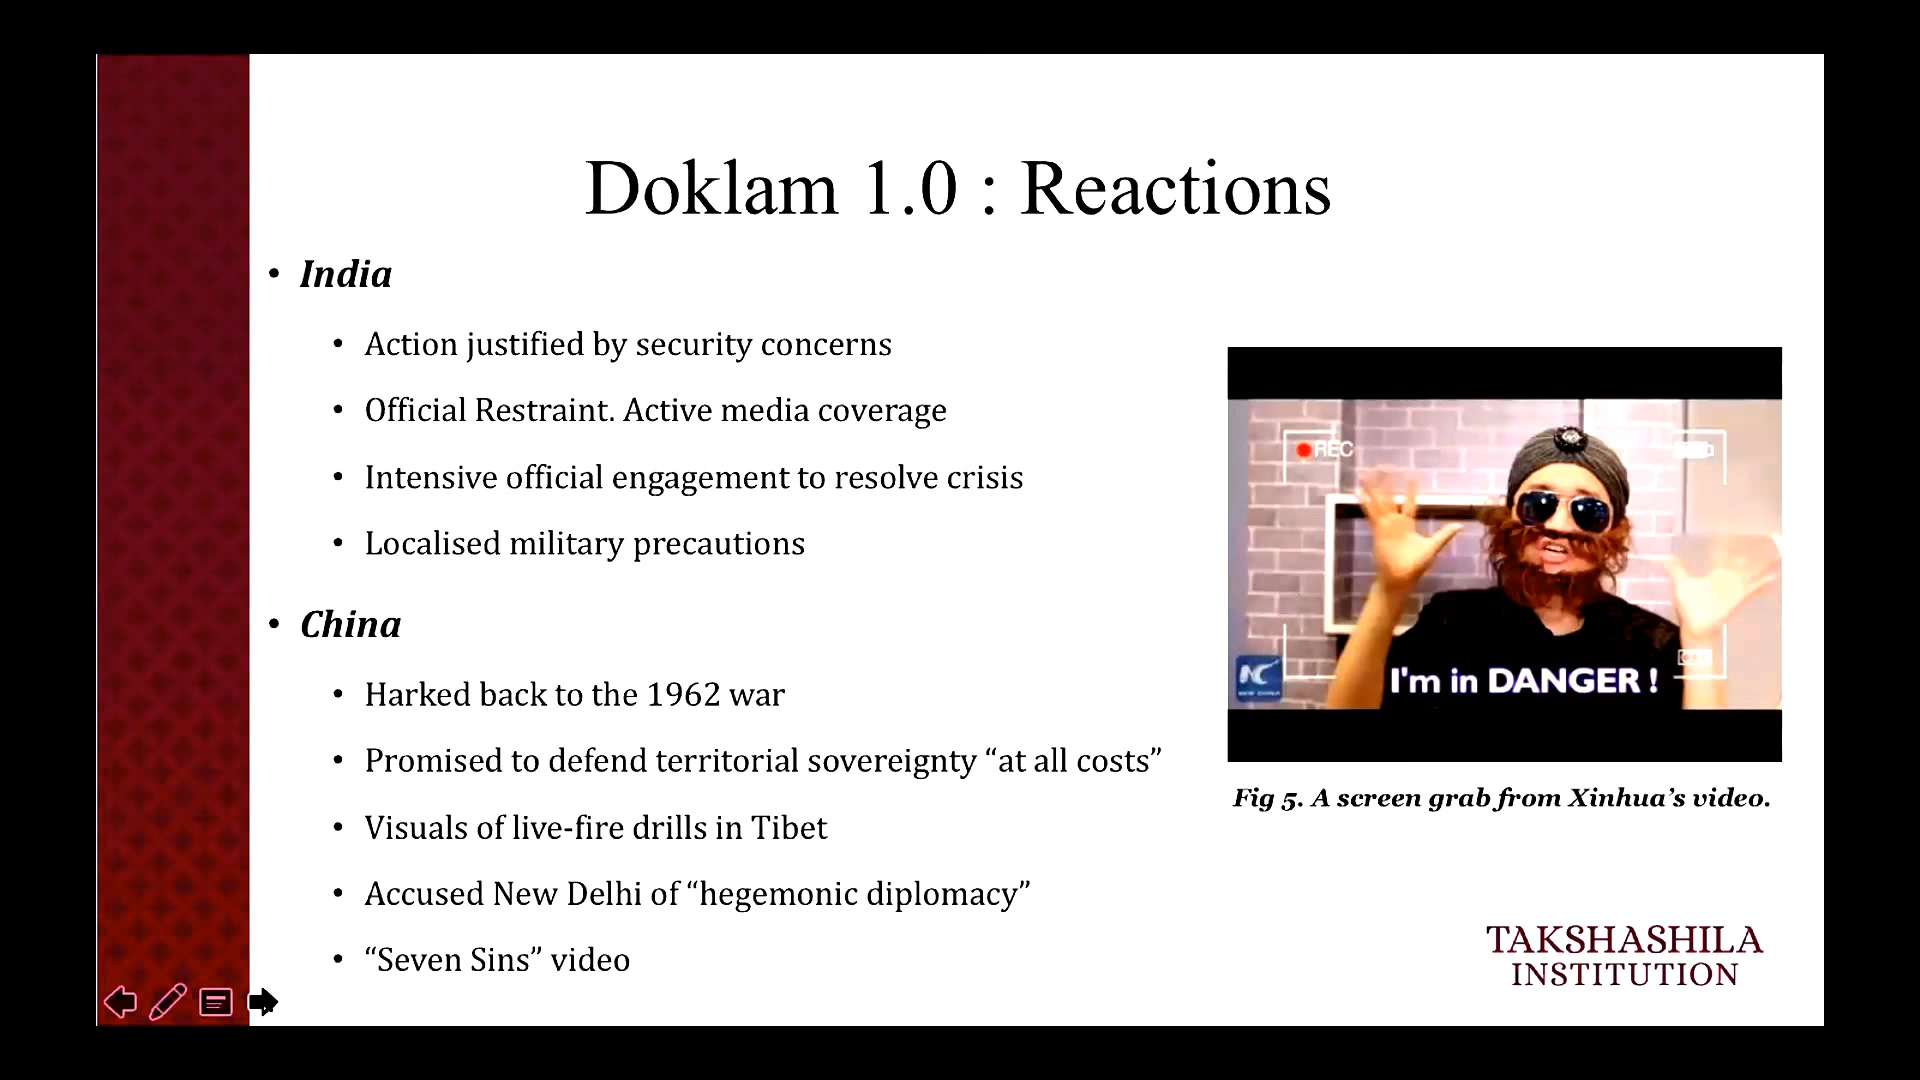 Doklam 1.0 : Reactions
• India
• Action justified by security concerns
• Official Restraint. Active media coverage
• Intensive official engagement to resolve crisis
• Localised military precautions
• China
• Harked back to the 1962 war
• Promised to defend territorial sovereignty “at all costs”
• Visuals of live-fire drills in Tibet
• Accused New Delhi of “hegemonic diplomacy”
• “Seven Sins” video
REC
NC
NEW CHINA
I'm in DANGER !
Fig 5. A screen grab from Xinhua’s video.
TAKSHASHILA
INSTITUTION